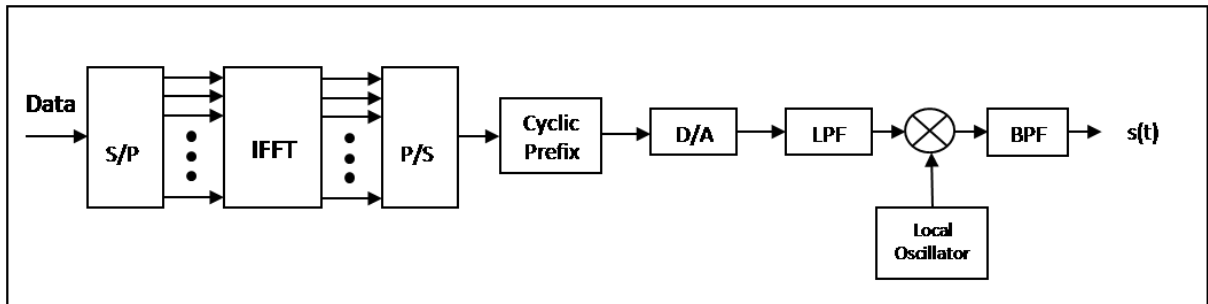 Data
S/P
IFFT
P/S
Cyclic
Prefix
D/A
LPF
BPF
s(t)
Local
Oscillator